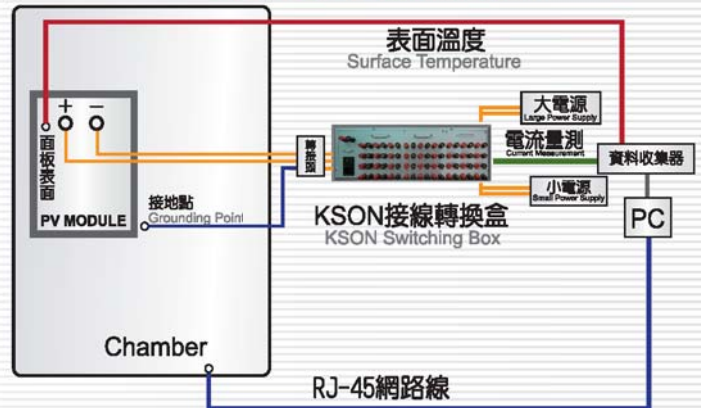 表面溫度
Surface Temperature
+ −
面板表面
PV MODULE
接地點
Grounding Point
轉接頭
大電源
Large Power Supply
電流量測
Current Measurement
資料收集器
小電源
Small Power Supply
KSON接線轉換盒
KSON Switching Box
PC
Chamber
RJ-45網路線